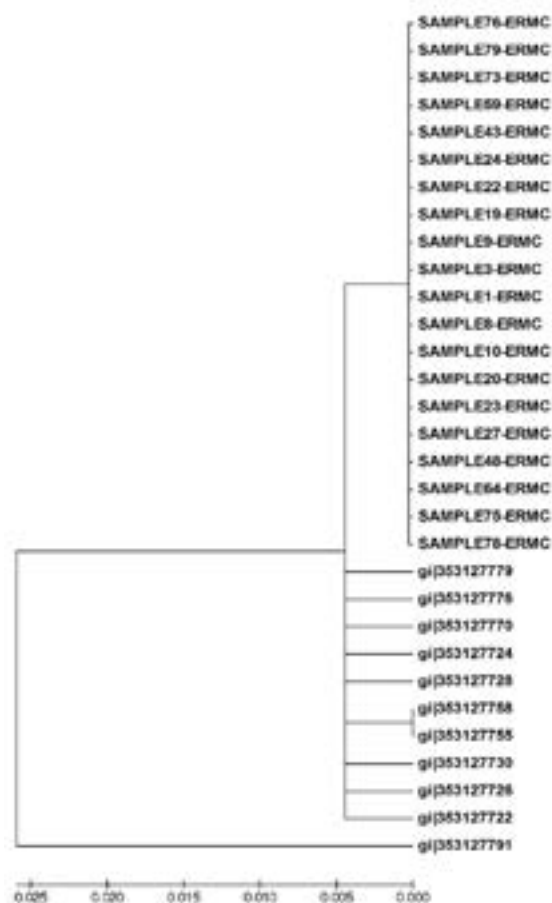 SAMPLE76-ERMC
SAMPLE79-ERMC
SAMPLE73-ERMC
SAMPLE69-ERMC
SAMPLE43-ERMC
SAMPLE24-ERMC
SAMPLE22-ERMC
SAMPLE19-ERMC
SAMPLE9-ERMC
SAMPLE3-ERMC
SAMPLE1-ERMC
SAMPLE8-ERMC
SAMPLE10-ERMC
SAMPLE20-ERMC
SAMPLE23-ERMC
SAMPLE27-ERMC
SAMPLE48-ERMC
SAMPLE64-ERMC
SAMPLE75-ERMC
SAMPLE78-ERMC
gi|353127779
gi|353127776
gi|353127770
gi|353127724
gi|353127728
gi|353127758
gi|353127755
gi|353127730
gi|353127726
gi|353127722
gi|353127791
0.025 0.020 0.015 0.010 0.005 0.000